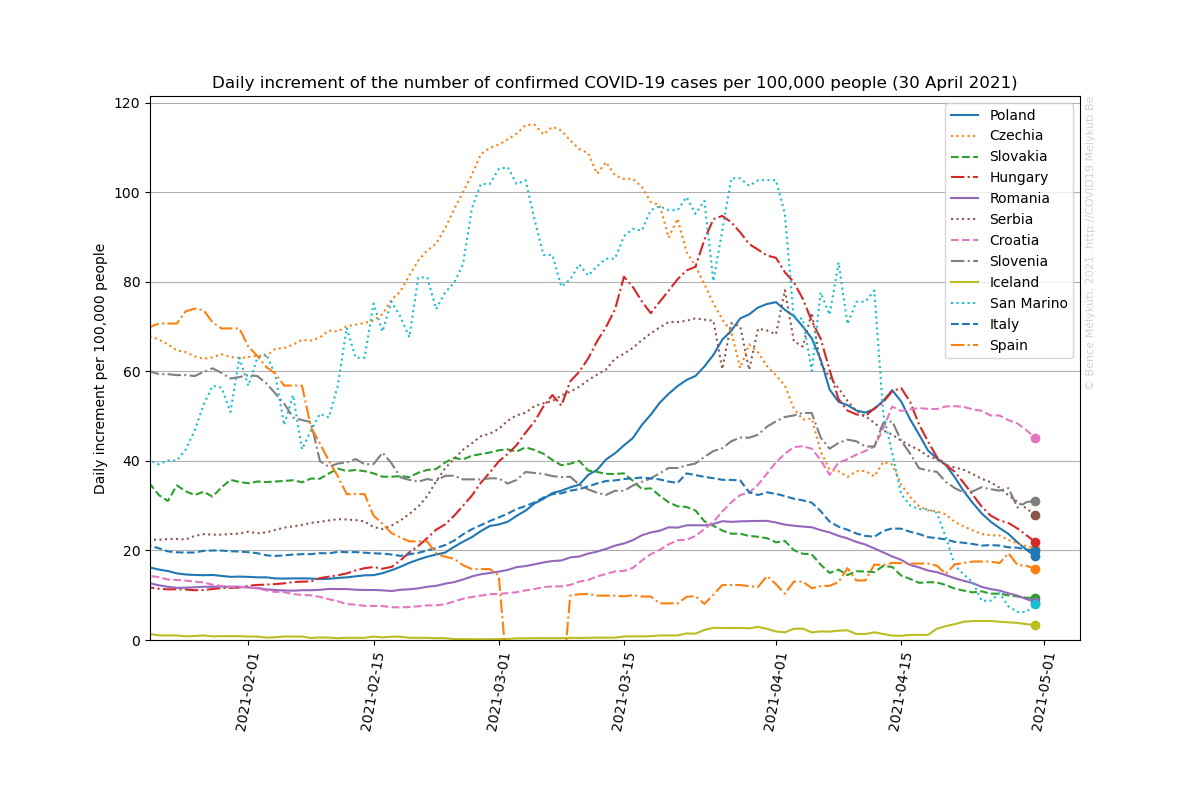 Daily increment of the number of confirmed COVID-19 cases per 100,000 people (30 April 2021)
Daily increment per 100,000 people
120
100
80
60
40
20
0
2021-02-01
2021-02-15
2021-03-01
2021-03-15
2021-04-01
2021-04-15
2021-05-01
Poland
Czechia
Slovakia
Hungary
Romania
Serbia
Croatia
Slovenia
Iceland
San Marino
Italy
Spain
© Bence Mélykúti, 2021 http://COVID19.Melykuti.Be